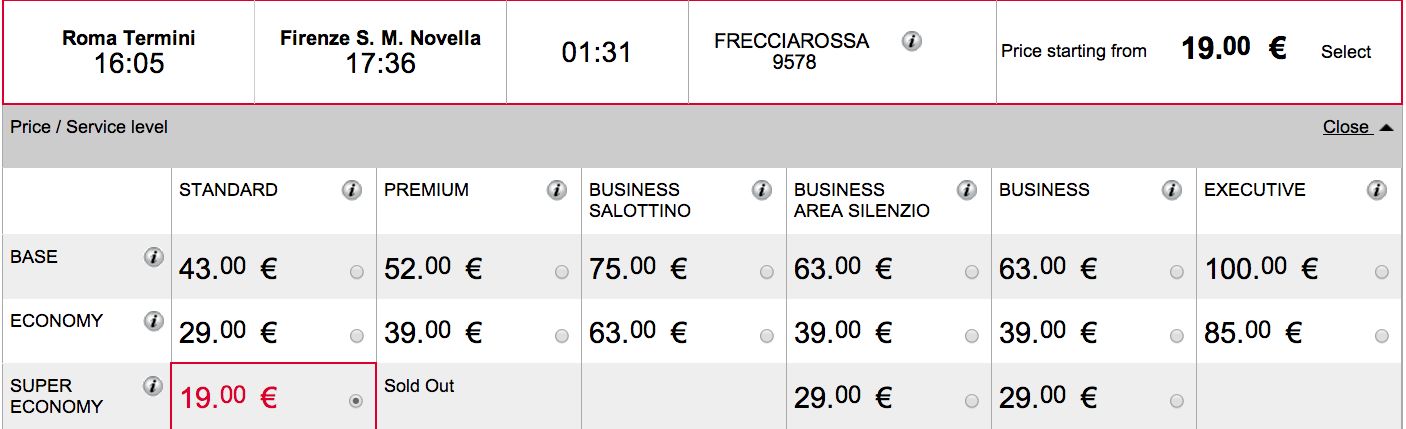 Roma Termini Firenze S. M. Novella 01:31 FRECCIAROSSA i Price starting from 19.00 € Select
16:05 17:36 9578
Price / Service level Close
STANDARD i PREMIUM i BUSINESS i BUSINESS i BUSINESS i EXECUTIVE i
SALOTTINO AREA SILENZIO
BASE i 43.00 € 52.00 € 75.00 € 63.00 € 63.00 € 100.00 €
ECONOMY i 29.00 € 39.00 € 63.00 € 39.00 € 39.00 € 85.00 €
SUPER i 19.00 € Sold Out 29.00 € 29.00 €
ECONOMY